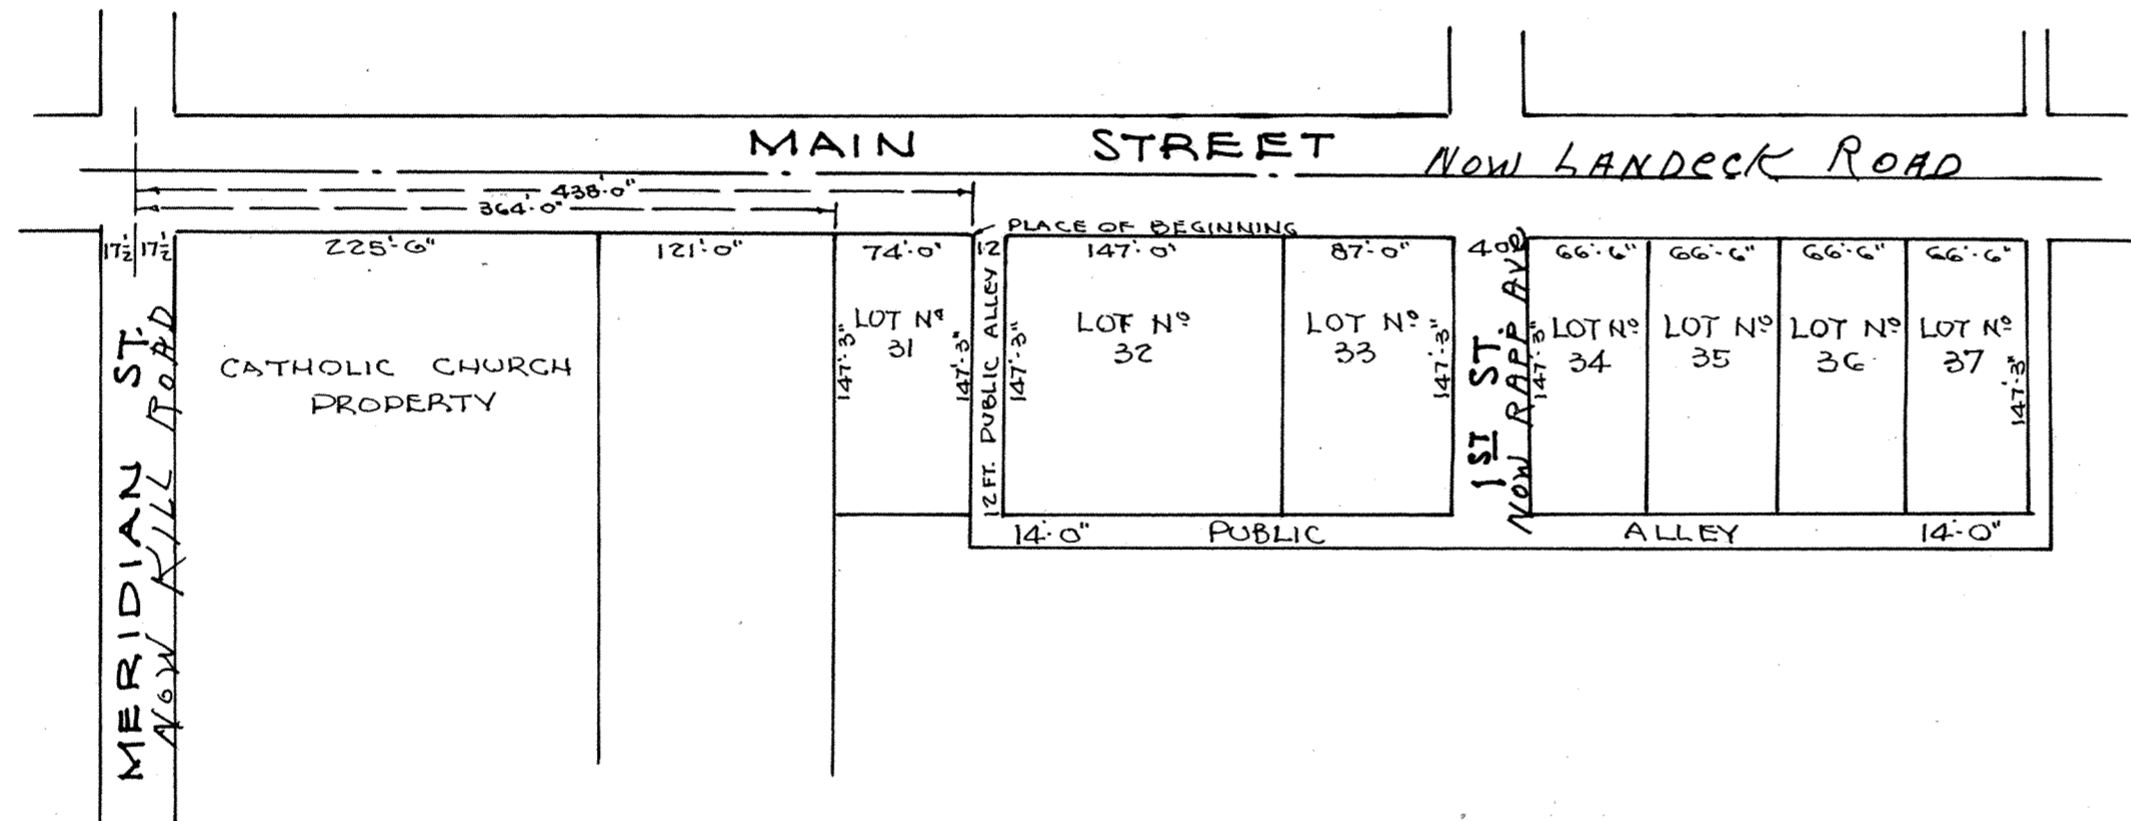 MAIN STREET NOW LANDECK ROAD
438'-0"
364'-0"
PLACE OF BEGINNING
17½' 17½' 225'-6" 121'-0" 74'-0" 12 147'-0" 87'-0" 40' 66'-6" 66'-6" 66'-6" 66'-6"
MERIDIAN ST.
NOW KILL ROAD
CATHOLIC CHURCH
PROPERTY
LOT Nº
31
147'-3"
147'-3"
12 FT. PUBLIC ALLEY
147'-3"
LOT Nº
32
LOT Nº
33
147'-3"
1ST ST.
NOW RAPP AVE
147'-3"
LOT Nº
34
LOT Nº
35
LOT Nº
36
LOT Nº
37
147'-3"
14'-0" PUBLIC ALLEY 14'-0"